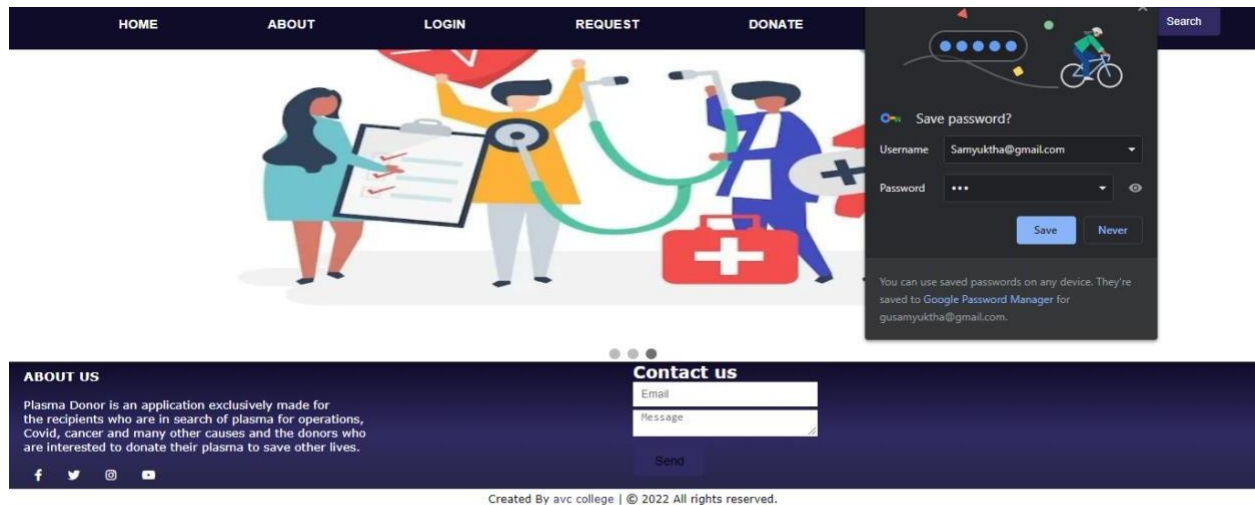 HOME ABOUT LOGIN REQUEST DONATE Search
Save password?
Username Samyuktha@gmail.com
Password •••
Save Never
You can use saved passwords on any device. They're
saved to Google Password Manager for
gusamyuktha@gmail.com.
ABOUT US
Plasma Donor is an application exclusively made for
the recipients who are in search of plasma for operations,
Covid, cancer and many other causes and the donors who
are interested to donate their plasma to save other lives.
Contact us
Email
Message
Send
Created By avc college | © 2022 All rights reserved.